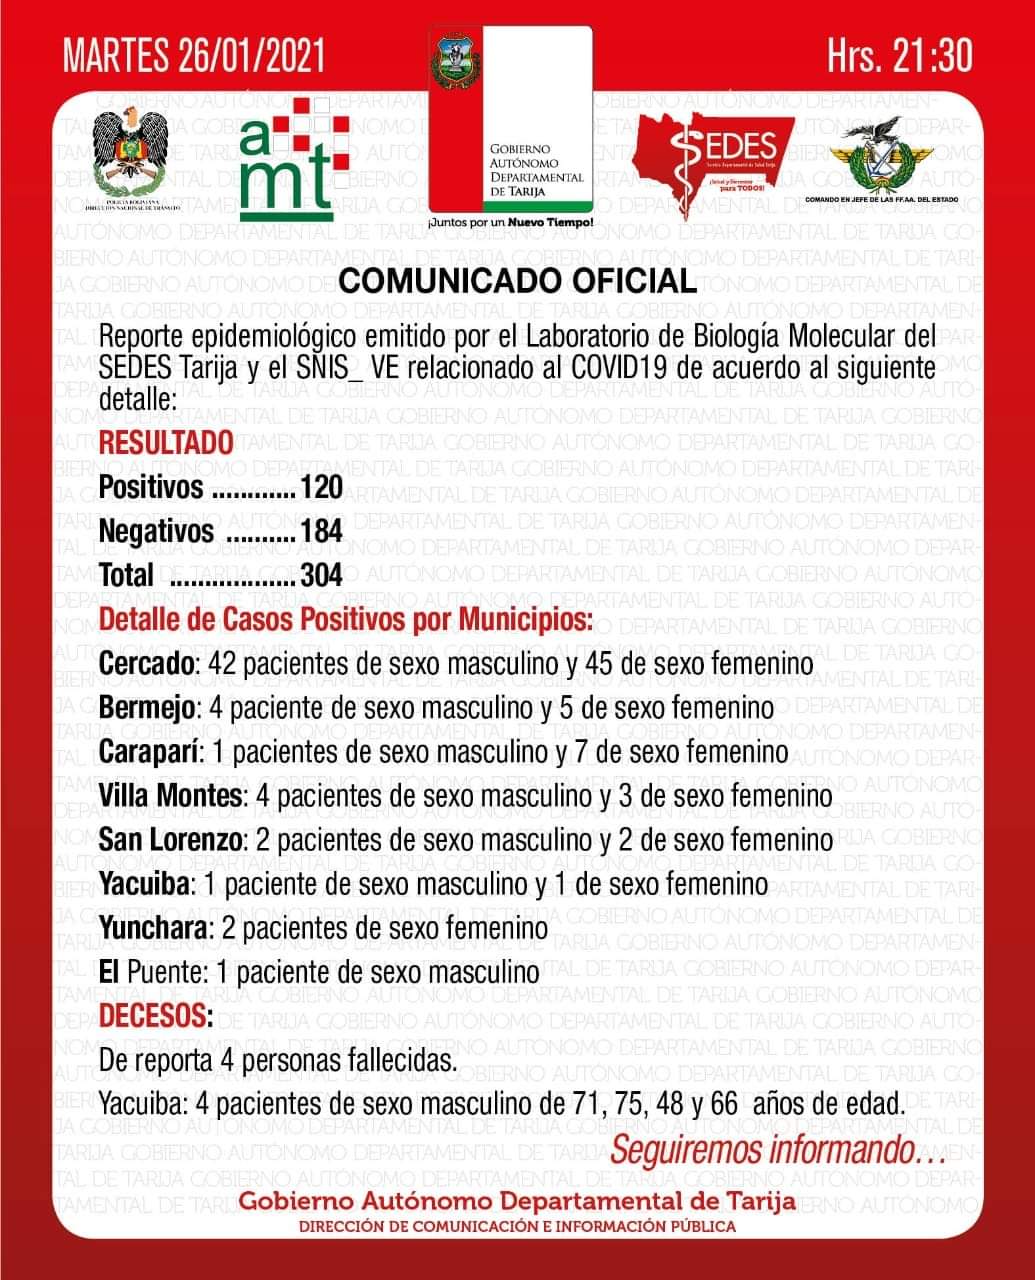 MARTES 26/01/2021
Hrs. 21:30
POLICIA BOLIVIANA
DIRECCIÓN NACIONAL DE TRÁNSITO
amt
GOBIERNO
AUTÓNOMO
DEPARTAMENTAL
DE TARIJA
¡Juntos por un Nuevo Tiempo!
SEDES
Servicio Departamental de Salud Tarija
¡Salud y Bienestar
para TODOS!
COMANDO EN JEFE DE LAS FF.AA. DEL ESTADO
COMUNICADO OFICIAL
Reporte epidemiológico emitido por el Laboratorio de Biología Molecular del
SEDES Tarija y el SNIS_ VE relacionado al COVID19 de acuerdo al siguiente
detalle:
RESULTADO
Positivos ............ 120
Negativos .......... 184
Total .................. 304
Detalle de Casos Positivos por Municipios:
Cercado: 42 pacientes de sexo masculino y 45 de sexo femenino
Bermejo: 4 paciente de sexo masculino y 5 de sexo femenino
Caraparí: 1 pacientes de sexo masculino y 7 de sexo femenino
Villa Montes: 4 pacientes de sexo masculino y 3 de sexo femenino
San Lorenzo: 2 pacientes de sexo masculino y 2 de sexo femenino
Yacuiba: 1 paciente de sexo masculino y 1 de sexo femenino
Yunchara: 2 pacientes de sexo femenino
El Puente: 1 paciente de sexo masculino
DECESOS:
De reporta 4 personas fallecidas.
Yacuiba: 4 pacientes de sexo masculino de 71, 75, 48 y 66 años de edad.
Seguiremos informando...
Gobierno Autónomo Departamental de Tarija
DIRECCIÓN DE COMUNICACIÓN E INFORMACIÓN PÚBLICA